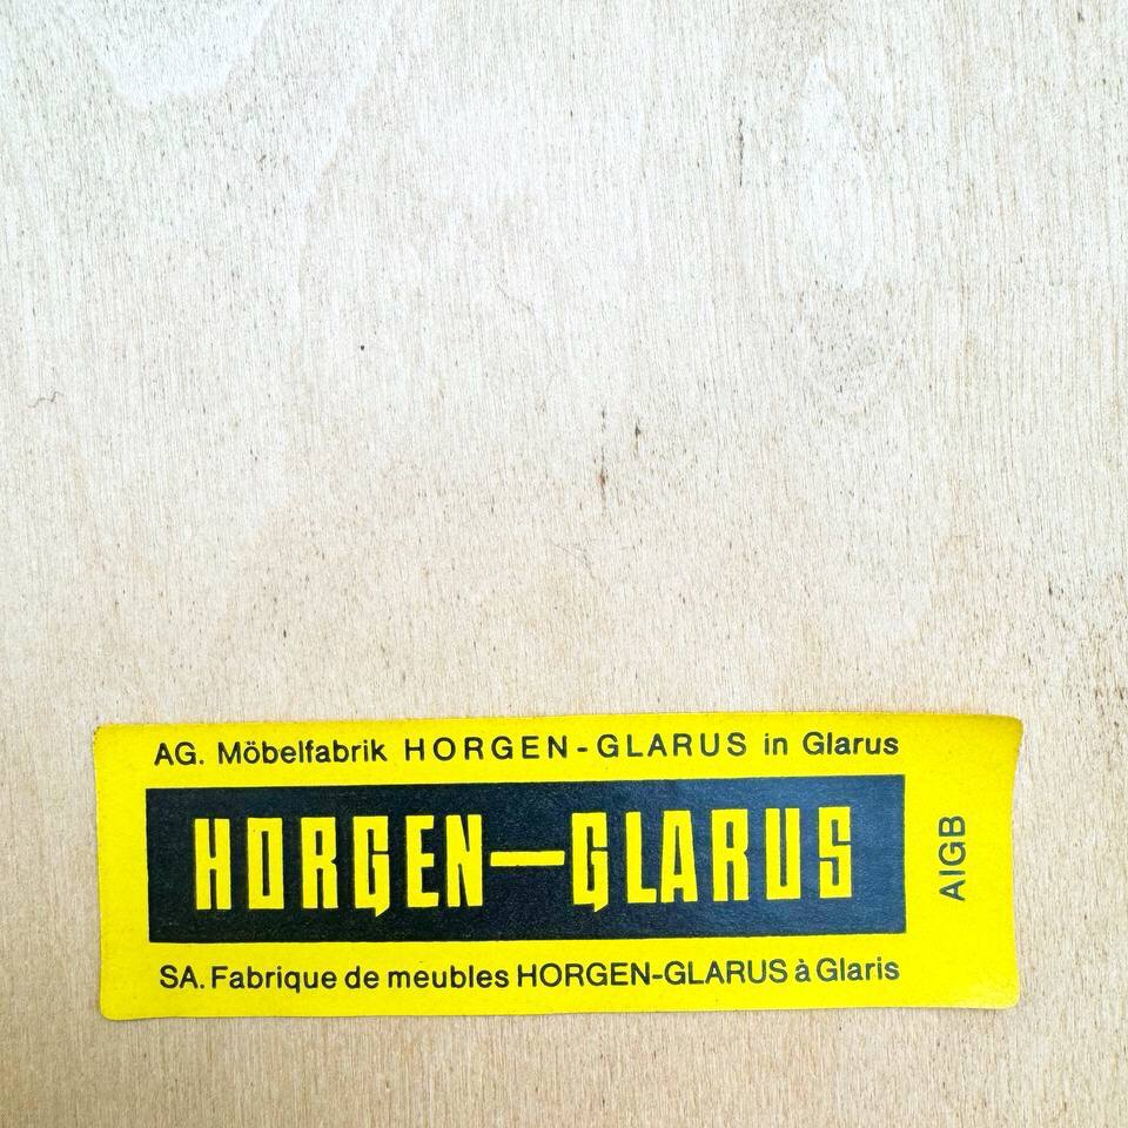 AG. Möbelfabrik HORGEN-GLARUS in Glarus
HORGEN—GLARUS
SA. Fabrique de meubles HORGEN-GLARUS à Glaris
AIGB